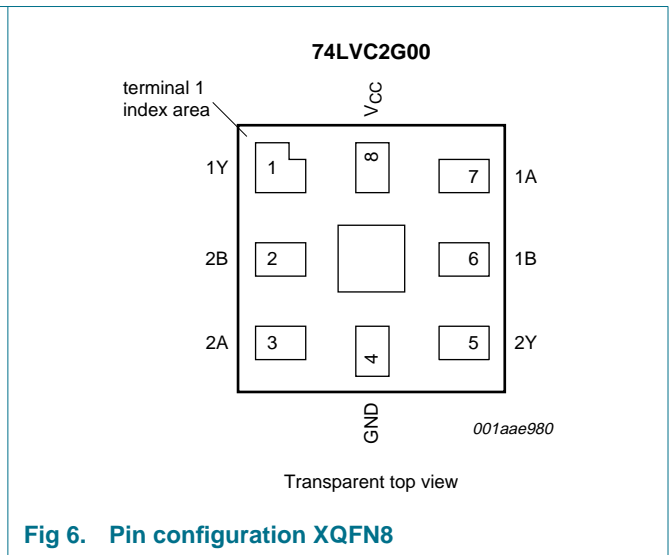 74LVC2G00
terminal 1
index area
VCC
1Y 1 8 7 1A
2B 2 6 1B
2A 3 4 5 2Y
GND
001aae980
Transparent top view
Fig 6. Pin configuration XQFN8